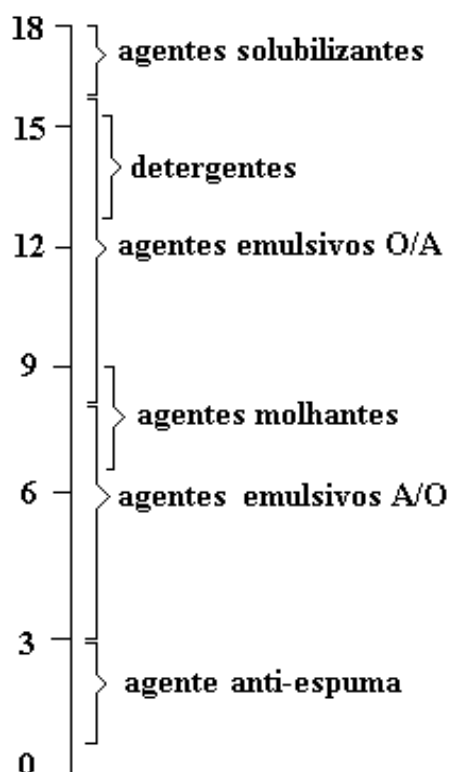 18
agentes solubilizantes
15
detergentes
12
agentes emulsivos O/A
9
agentes molhantes
6
agentes emulsivos A/O
3
agente anti-espuma
0